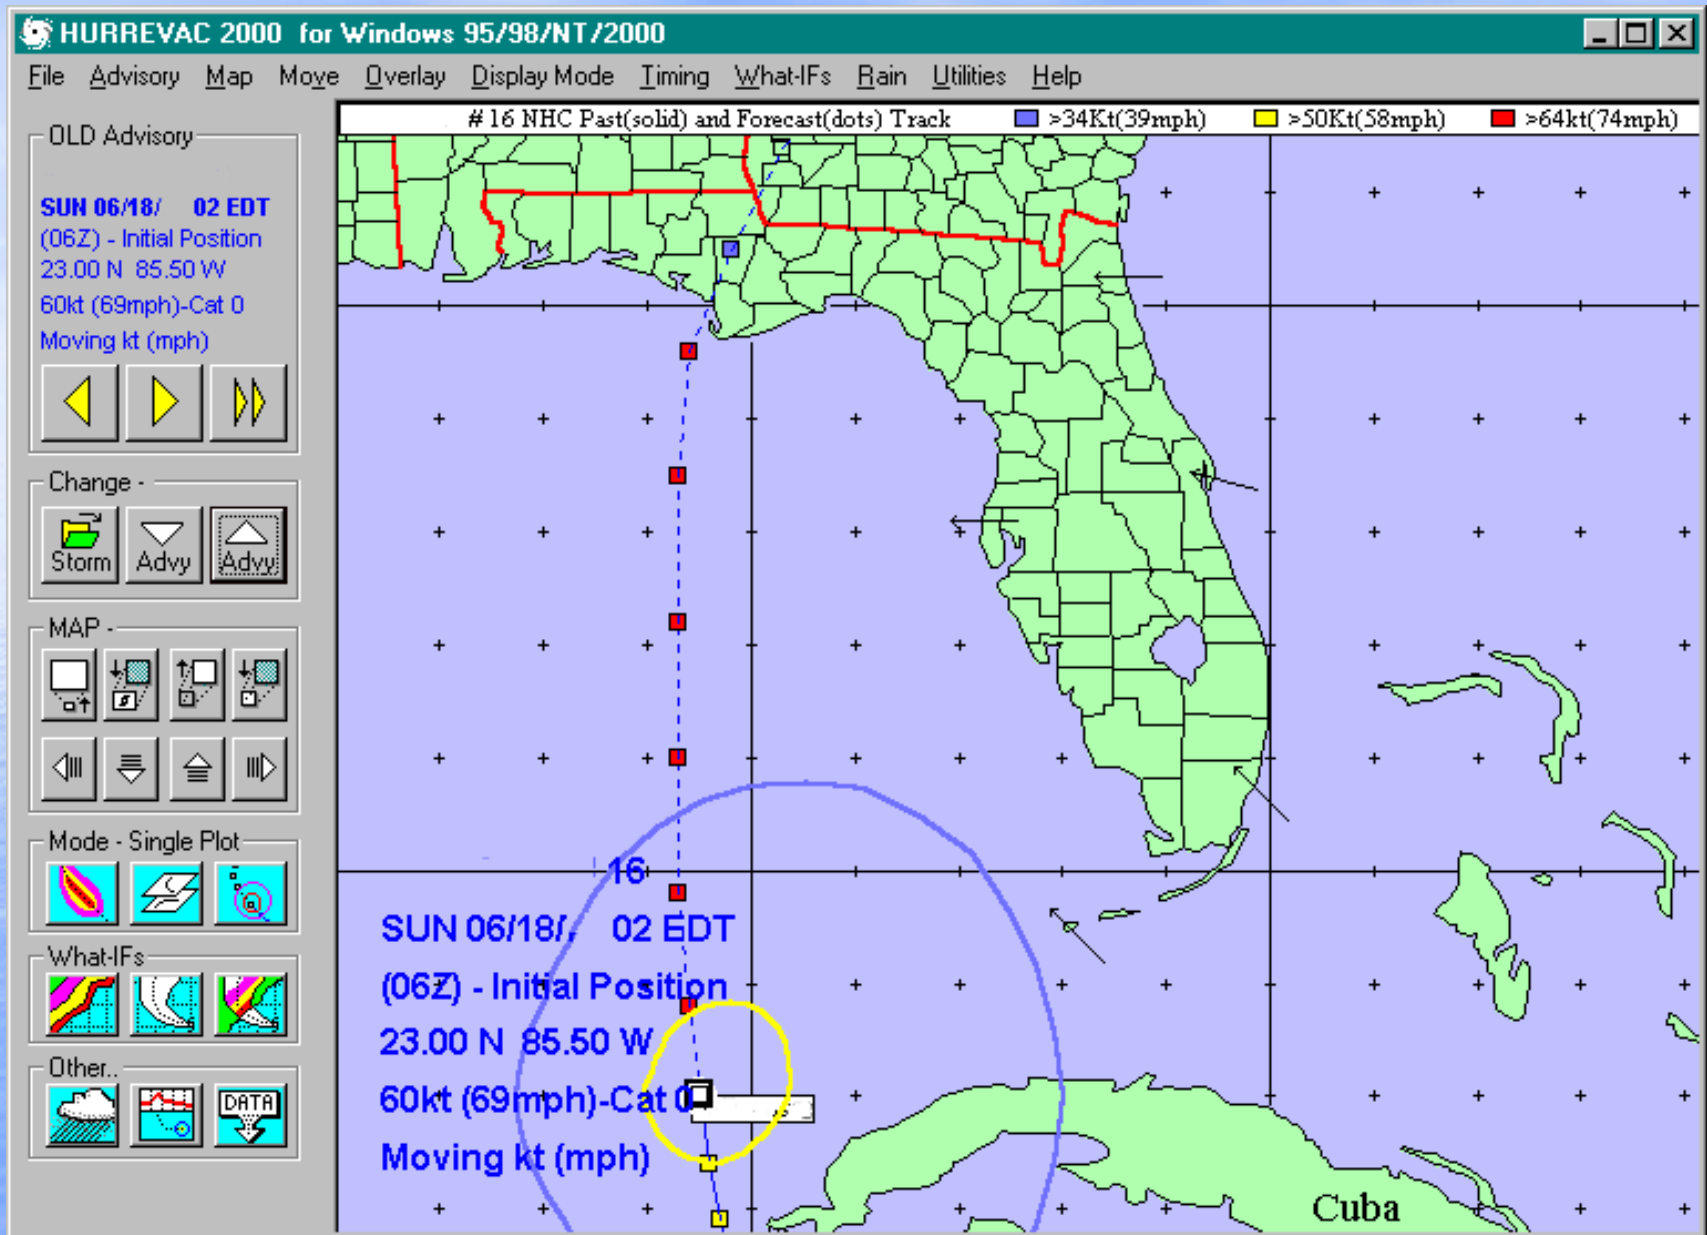 HURREVAC 2000 for Windows 95/98/NT/2000
File Advisory Map Move Overlay Display Mode Timing What-IFs Rain Utilities Help
# 16 NHC Past(solid) and Forecast(dots) Track >34Kt(39mph) >50Kt(58mph) >64kt(74mph)
OLD Advisory
SUN 06/18/ 02 EDT
(06Z) - Initial Position
23.00 N 85.50 W
60kt (69mph)-Cat 0
Moving kt (mph)
Change -
Storm Advy Advy
MAP -
Mode - Single Plot
What-IFs
Other..
DATA
16
SUN 06/18/ 02 EDT
(06Z) - Initial Position
23.00 N 85.50 W
60kt (69mph)-Cat 0
Moving kt (mph)
Cuba